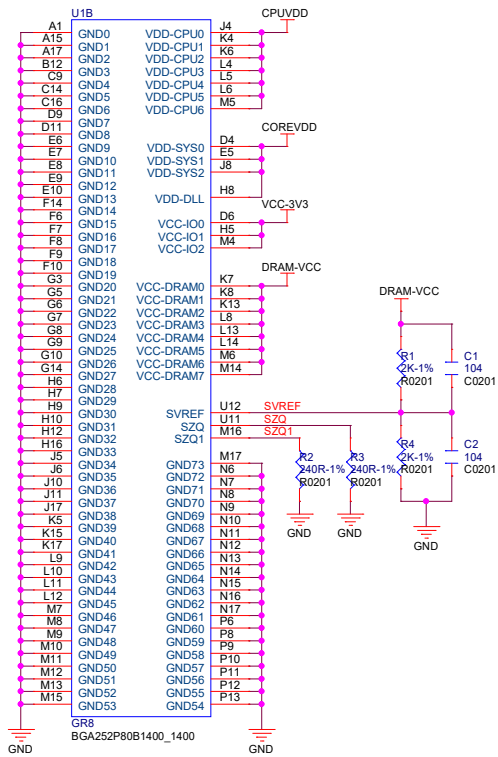 U1B
CPUVDD
A1 GND0 VDD-CPU0 J4
A15 GND1 VDD-CPU1 K4
A17 GND2 VDD-CPU2 K6
B12 GND3 VDD-CPU3 L4
C9 GND4 VDD-CPU4 L5
C14 GND5 VDD-CPU5 L6
C16 GND6 VDD-CPU6 M5
D9 GND7
D11 GND8
COREVDD
E6 GND9 VDD-SYS0 D4
E7 GND10 VDD-SYS1 E5
E8 GND11 VDD-SYS2 J8
E9 GND12
E10 GND13 VDD-DLL H8
F14 GND14
VCC-3V3
F6 GND15 VCC-IO0 D6
F7 GND16 VCC-IO1 H5
F8 GND17 VCC-IO2 M4
F9 GND18
F10 GND19
DRAM-VCC
G3 GND20 VCC-DRAM0 K7
G5 GND21 VCC-DRAM1 K8
G6 GND22 VCC-DRAM2 K13
G7 GND23 VCC-DRAM3 L8
G8 GND24 VCC-DRAM4 L13
G9 GND25 VCC-DRAM5 L14
G10 GND26 VCC-DRAM6 M6
G14 GND27 VCC-DRAM7 M14
H6 GND28
H7 GND29
H9 GND30 SVREF U12 SVREF
H10 GND31 SZQ U11 SZQ
H12 GND32 SZQ1 M16 SZQ1
H16 GND33
J5 GND34 GND73 M17
J6 GND35 GND72 N6
J10 GND36 GND71 N7
J11 GND37 GND70 N8
J17 GND38 GND69 N9
K5 GND39 GND68 N10
K15 GND40 GND67 N11
K17 GND41 GND66 N12
L9 GND42 GND65 N13
L10 GND43 GND64 N14
L11 GND44 GND63 N15
L12 GND45 GND62 N16
M7 GND46 GND61 N17
M8 GND47 GND60 P6
M9 GND48 GND59 P8
M10 GND49 GND58 P9
M11 GND50 GND57 P10
M12 GND51 GND56 P11
M13 GND52 GND55 P12
M15 GND53 GND54 P13
GR8
BGA252P80B1400_1400
GND
GND
DRAM-VCC
R1
2K-1%
R0201
C1
104
C0201
R2
240R-1%
R0201
R3
240R-1%
R0201
R4
2K-1%
R0201
C2
104
C0201
GND
GND
GND